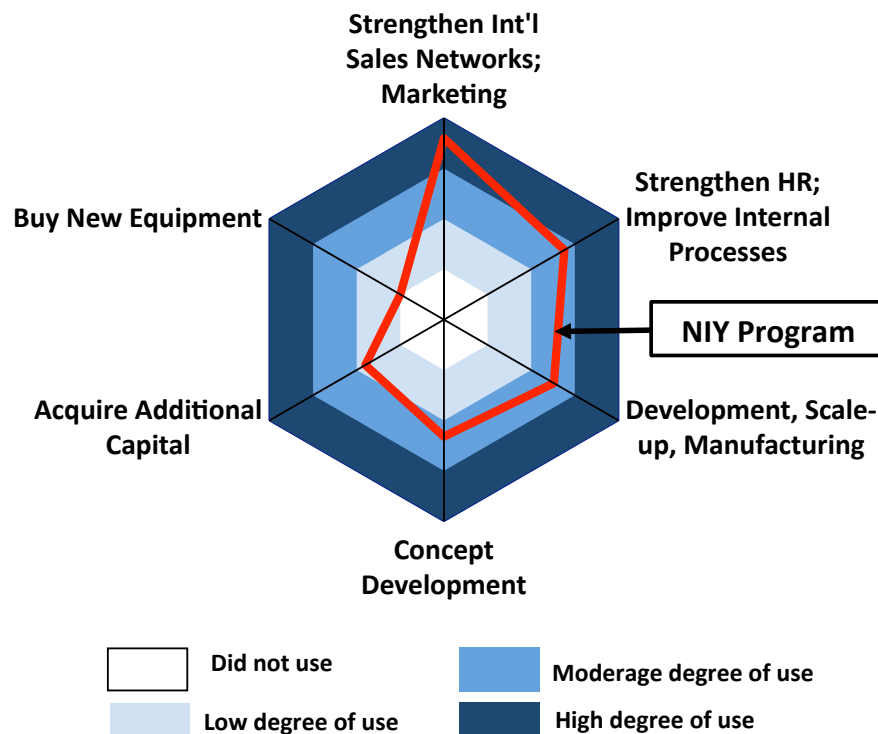 Strengthen Int'l
Sales Networks;
Marketing
Strengthen HR;
Improve Internal
Processes
Buy New Equipment
NIY Program
Acquire Additional
Capital
Development, Scale-
up, Manufacturing
Concept
Development
Did not use
Moderage degree of use
Low degree of use
High degree of use